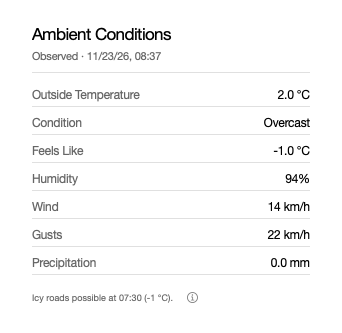 Ambient Conditions
Observed · 11/23/26, 08:37
Outside Temperature 2.0 °C
Condition Overcast
Feels Like -1.0 °C
Humidity 94%
Wind 14 km/h
Gusts 22 km/h
Precipitation 0.0 mm
Icy roads possible at 07:30 (-1 °C). ⓘ